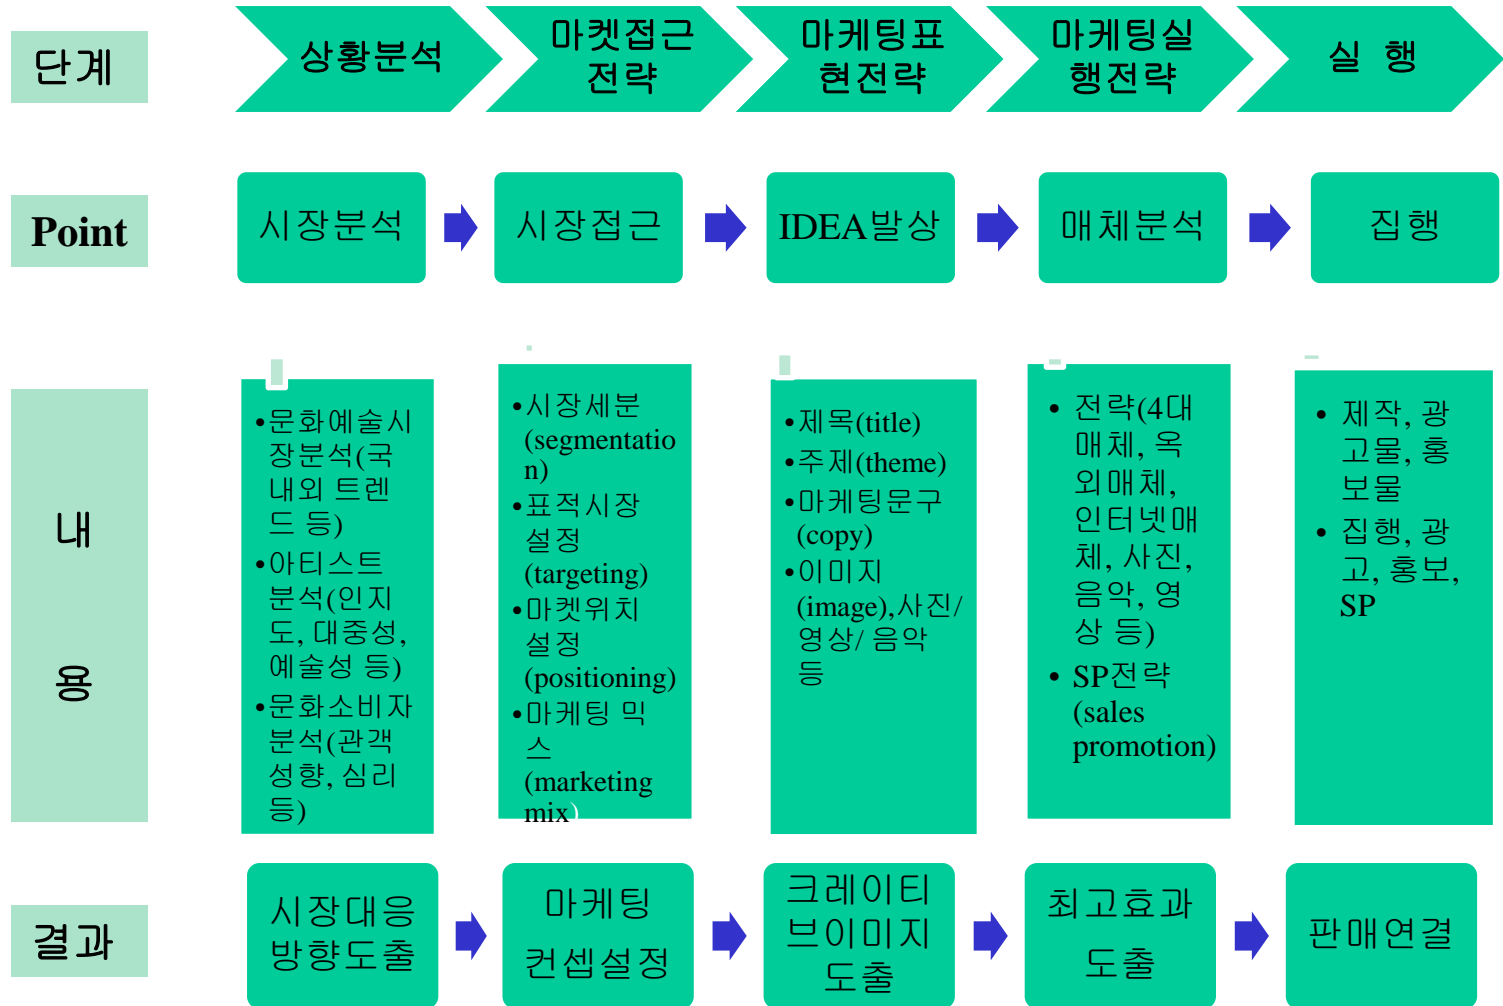 단계
상황분석
마켓접근
전략
마케팅표
현전략
마케팅실
행전략
실 행
Point
시장분석
시장접근
IDEA발상
매체분석
집행
내
용
•문화예술시
장분석(국
내외 트렌
드 등)
•아티스트
분석(인지
도, 대중성,
예술성 등)
•문화소비자
분석(관객
성향, 심리
등)
•시장세분
(segmentatio
n)
•표적시장
설정
(targeting)
•마켓위치
설정
(positioning)
•마케팅 믹
스
(marketing
mix)
•제목(title)
•주제(theme)
•마케팅문구
(copy)
•이미지
(image),사진/
영상/ 음악
등
• 전략(4대
매체, 옥
외매체,
인터넷매
체, 사진,
음악, 영
상 등)
• SP전략
(sales
promotion)
• 제작, 광
고물, 홍
보물
• 집행, 광
고, 홍보,
SP
결과
시장대응
방향도출
마케팅
컨셉설정
크레이티
브이미지
도출
최고효과
도출
판매연결